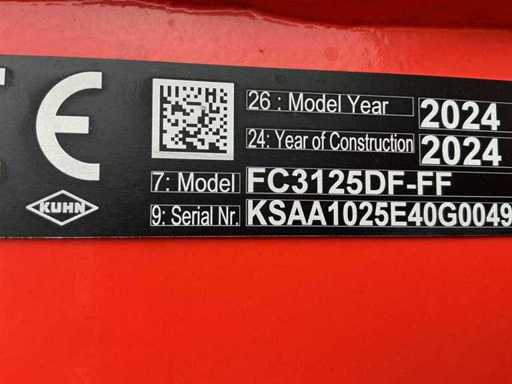 CE
26 : Model Year 2024
24: Year of Construction 2024
7: Model FC3125DF-FF
KUHN
9: Serial Nr. KSAA1025E40G0049